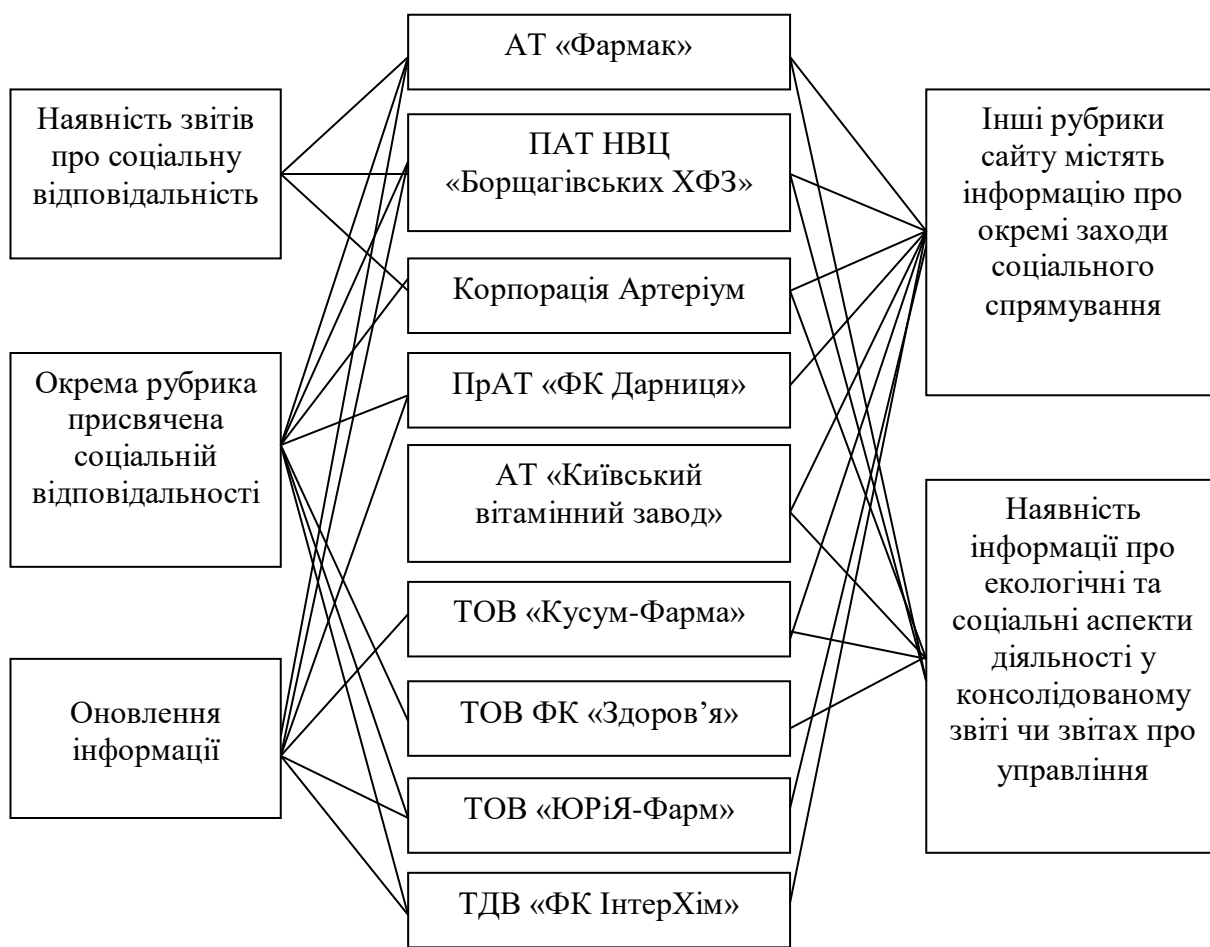 Наявність звітів
про соціальну
відповідальність
Окрема рубрика
присвячена
соціальній
відповідальності
Оновлення
інформації
АТ «Фармак»
ПАТ НВЦ
«Борщагівських ХФЗ»
Корпорація Артеріум
ПрАТ «ФК Дарниця»
АТ «Київський
вітамінний завод»
ТОВ «Кусум-Фарма»
ТОВ ФК «Здоров’я»
ТОВ «ЮРіЯ-Фарм»
ТДВ «ФК ІнтерХім»
Інші рубрики
сайту містять
інформацію про
окремі заходи
соціального
спрямування
Наявність
інформації про
екологічні та
соціальні аспекти
діяльності у
консолідованому
звіті чи звітах про
управління